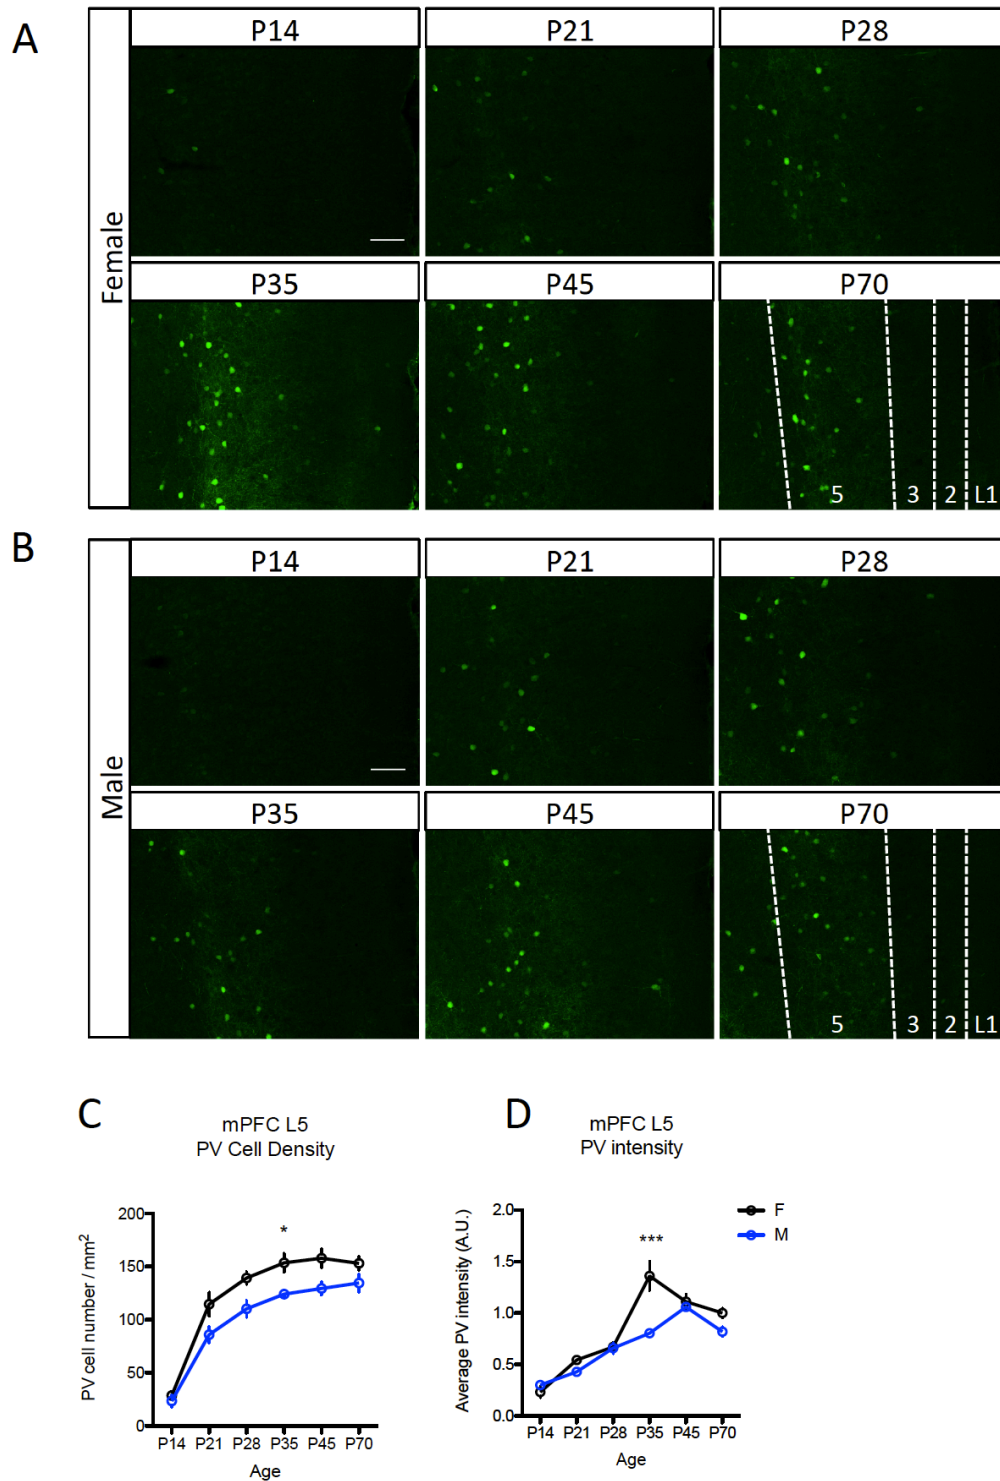 A
Female
P14
P21
P28
P35
P45
P70
5
3
2
L1
B
Male
P14
P21
P28
P35
P45
P70
5
3
2
L1
C
mPFC L5
PV Cell Density
PV cell number / mm²
200
150
100
50
0
*
P14
P21
P28
P35
P45
P70
Age
D
mPFC L5
PV intensity
Average PV intensity (A.U.)
2.0
1.5
1.0
0.5
0.0
***
P14
P21
P28
P35
P45
P70
Age
F
M